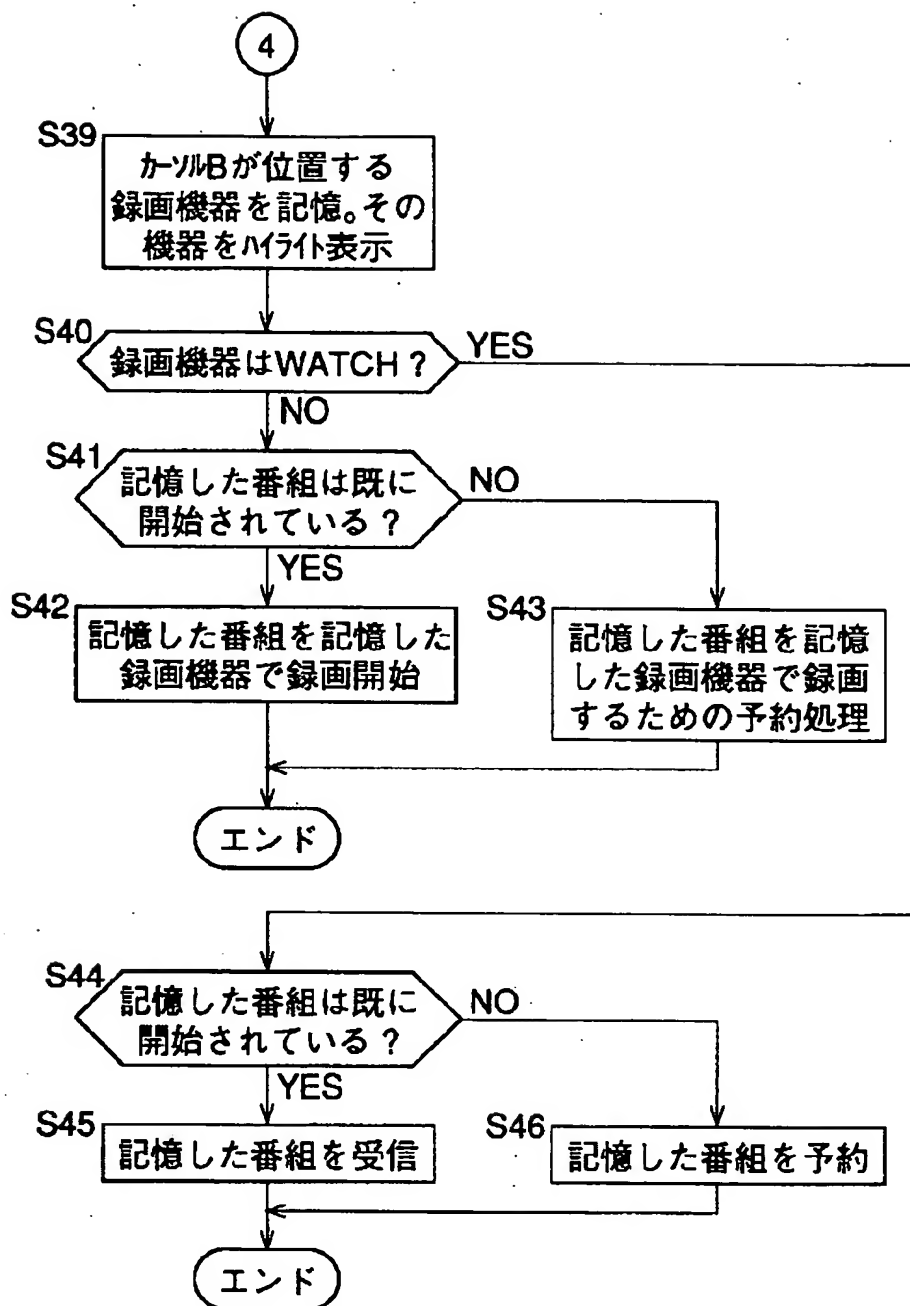 4
S39
カーソルBが位置する
録画機器を記憶。その
機器をハイライト表示
S40
録画機器はWATCH？
YES
NO
S41
記憶した番組は既に
開始されている？
NO
YES
S42
記憶した番組を記憶した
録画機器で録画開始
S43
記憶した番組を記憶
した録画機器で録画
するための予約処理
エンド
S44
記憶した番組は既に
開始されている？
NO
YES
S45
記憶した番組を受信
S46
記憶した番組を予約
エンド